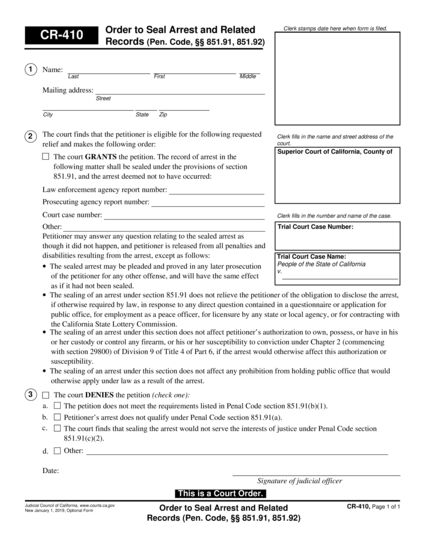 CR-410
Order to Seal Arrest and Related
Records (Pen. Code, §§ 851.91, 851.92)
Clerk stamps date here when form is filed.
1 Name:
Last First Middle
Mailing address:
Street
City State Zip
2 The court finds that the petitioner is eligible for the following requested
relief and makes the following order:
The court GRANTS the petition. The record of arrest in the
following matter shall be sealed under the provisions of section
851.91, and the arrest deemed not to have occurred:
Law enforcement agency report number:
Prosecuting agency report number:
Court case number:
Other:
Clerk fills in the name and street address of the
court.
Superior Court of California, County of
Clerk fills in the number and name of the case.
Trial Court Case Number:
Trial Court Case Name:
People of the State of California
v.
Petitioner may answer any question relating to the sealed arrest as
though it did not happen, and petitioner is released from all penalties and
disabilities resulting from the arrest, except as follows:
• The sealed arrest may be pleaded and proved in any later prosecution
of the petitioner for any other offense, and will have the same effect
as if it had not been sealed.
• The sealing of an arrest under section 851.91 does not relieve the petitioner of the obligation to disclose the arrest,
if otherwise required by law, in response to any direct question contained in a questionnaire or application for
public office, for employment as a peace officer, for licensure by any state or local agency, or for contracting with
the California State Lottery Commission.
• The sealing of an arrest under this section does not affect petitioner's authorization to own, possess, or have in his
or her custody or control any firearm, or his or her susceptibility to conviction under Chapter 2 (commencing
with section 29800) of Division 9 of Title 4 of Part 6, if the arrest would otherwise affect this authorization or
susceptibility.
• The sealing of an arrest under this section does not affect any prohibition from holding public office that would
otherwise apply under law as a result of the arrest.
3 The court DENIES the petition (check one):
a. The petition does not meet the requirements listed in Penal Code section 851.91(b)(1).
b. Petitioner's arrest does not qualify under Penal Code section 851.91(a).
c. The court finds that sealing the arrest would not serve the interests of justice under Penal Code section
851.91(c)(2).
d. Other:
Date:
Signature of judicial officer
This is a Court Order.
Judicial Council of California, www.courts.ca.gov
New January 1, 2019, Optional Form
Order to Seal Arrest and Related
Records (Pen. Code, §§ 851.91, 851.92)
CR-410, Page 1 of 1